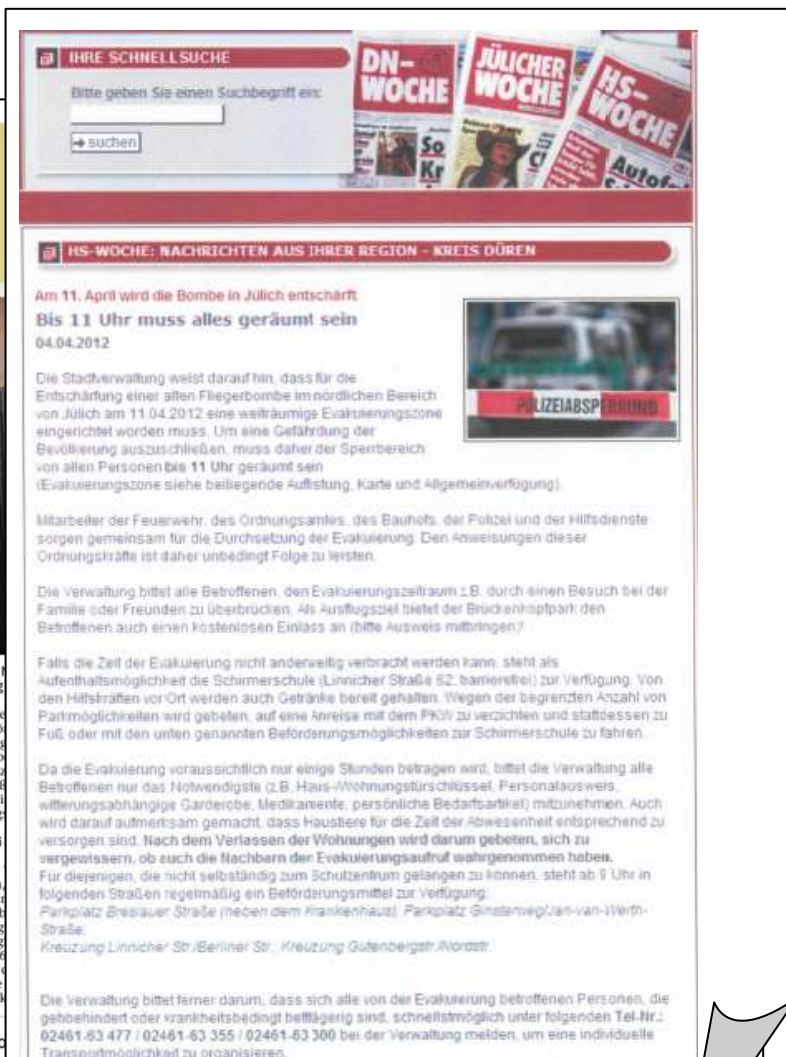 IHRE SCHNELLSUCHE
Bitte geben Sie einen Suchbegriff ein:
suchen
DN-
WOCHE
JÜLICHER
WOCHE
HS-
WOCHE
So
Kr
Autofa
HS-WOCHE: NACHRICHTEN AUS IHRER REGION - KREIS DÜREN
Am 11. April wird die Bombe in Jülich entschärft
Bis 11 Uhr muss alles geräumt sein
04.04.2012
POLIZEIABSPERRUNG
Die Stadtverwaltung weist darauf hin, dass für die
Entschärfung einer alten Fliegerbombe im nördlichen Bereich
von Jülich am 11.04.2012 eine weiträumige Evakuierungszone
eingerichtet worden muss. Um eine Gefährdung der
Bevölkerung auszuschließen, muss daher der Sperrbereich
von allen Personen bis 11 Uhr geräumt sein
(Evakuierungszone siehe beiliegende Auflistung, Karte und Allgemeinverfügung).
Mitarbeiter der Feuerwehr, des Ordnungsamtes, des Bauhofs, der Polizei und der Hilfsdienste
sorgen gemeinsam für die Durchsetzung der Evakuierung. Den Anweisungen dieser
Ordnungskräfte ist daher unbedingt Folge zu leisten.
Die Verwaltung bittet alle Betroffenen, den Evakuierungszeitraum z.B. durch einen Besuch bei der
Familie oder Freunden zu überbrücken. Als Ausflugsziel bietet der Brückenkopfpark den
Betroffenen auch einen kostenlosen Einlass an (bitte Ausweis mitbringen)!
Falls die Zeit der Evakuierung nicht anderweitig verbracht werden kann, steht als
Aufenthaltsmöglichkeit die Schirmerschule (Linnicher Straße 62, barrierefrei) zur Verfügung. Von
den Hilfskräften vor Ort werden auch Getränke bereit gehalten. Wegen der begrenzten Anzahl von
Parkmöglichkeiten wird gebeten, auf eine Anreise mit dem PKW zu verzichten und stattdessen zu
Fuß oder mit den unten genannten Beförderungsmöglichkeiten zur Schirmerschule zu fahren.
Da die Evakuierung voraussichtlich nur einige Stunden betragen wird, bittet die Verwaltung alle
Betroffenen nur das Notwendigste (z.B. Haus-/Wohnungstürschlüssel, Personalausweis,
witterungsabhängige Garderobe, Medikamente, persönliche Bedarfsartikel) mitzunehmen. Auch
wird darauf aufmerksam gemacht, dass Haustiere für die Zeit der Abwesenheit entsprechend zu
versorgen sind. Nach dem Verlassen der Wohnungen wird darum gebeten, sich zu
vergewissern, ob auch die Nachbarn der Evakuierungsaufruf wahrgenommen haben.
Für diejenigen, die nicht selbständig zum Schulzentrum gelangen zu können, steht ab 9 Uhr in
folgenden Straßen regelmäßig ein Beförderungsmittel zur Verfügung:
Parkplatz Breslauer Straße (neben dem Krankenhaus), Parkplatz Ginsterweg/Jan-van-Werth-
Straße,
Kreuzung Linnicher Str./Berliner Str., Kreuzung Gutenbergstr./Nordstr.
Die Verwaltung bittet ferner darum, dass sich alle von der Evakuierung betroffenen Personen, die
gehbehindert oder krankheitsbedingt bettlägerig sind, schnellstmöglich unter folgenden Tel-Nr.:
02461-63 477 / 02461-63 355 / 02461-63 300 bei der Verwaltung melden, um eine individuelle
Transportmöglichkeit zu organisieren.